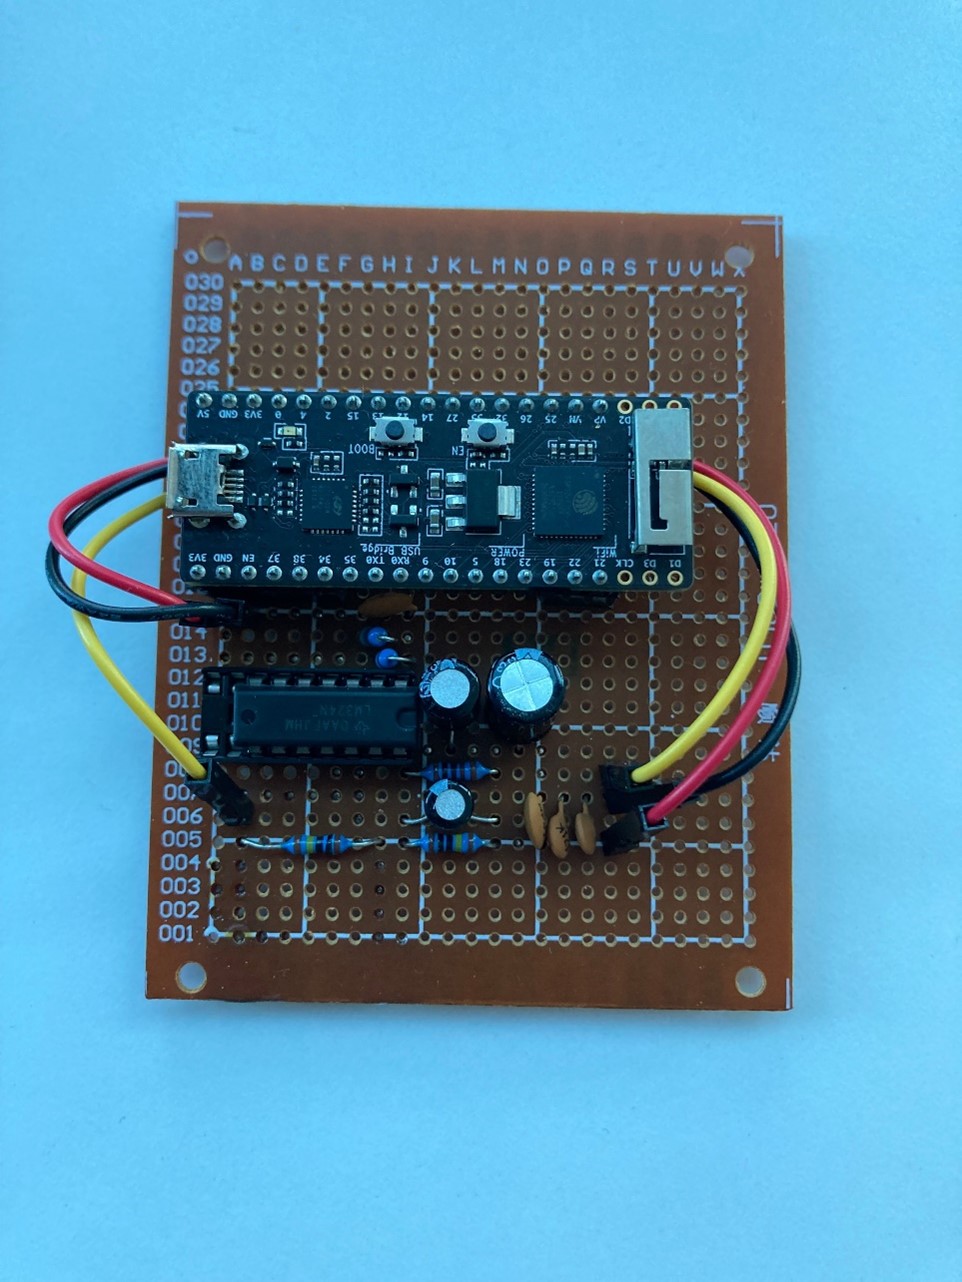 A B C D E F G H I J K L M N O P Q R S T U V W X
030
029
028
027
026
025
5V GND 3V3 0 4 2 15 13 12 14 27 33 32 26 25 VN VP D2
BOOT
EN
USB Bridge
POWER
WiFi
3V3 GND EN 37 38 34 35 TX0 RX0 9 10 5 18 23 19 22 21 CLK D3 D1
014
013
012
011
010
LM324N
006
005
004
003
002
001